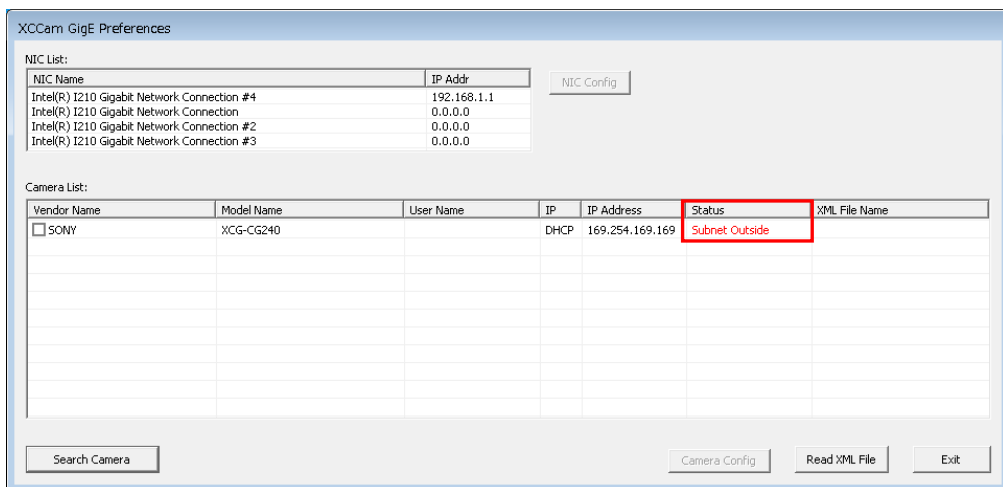 XCCam GigE Preferences
NIC List:
NIC Name IP Addr
Intel(R) I210 Gigabit Network Connection #4 192.168.1.1
Intel(R) I210 Gigabit Network Connection 0.0.0.0
Intel(R) I210 Gigabit Network Connection #2 0.0.0.0
Intel(R) I210 Gigabit Network Connection #3 0.0.0.0
NIC Config
Camera List:
Vendor Name Model Name User Name IP IP Address Status XML File Name
SONY XCG-CG240 DHCP 169.254.169.169 Subnet Outside
Search Camera Camera Config Read XML File Exit